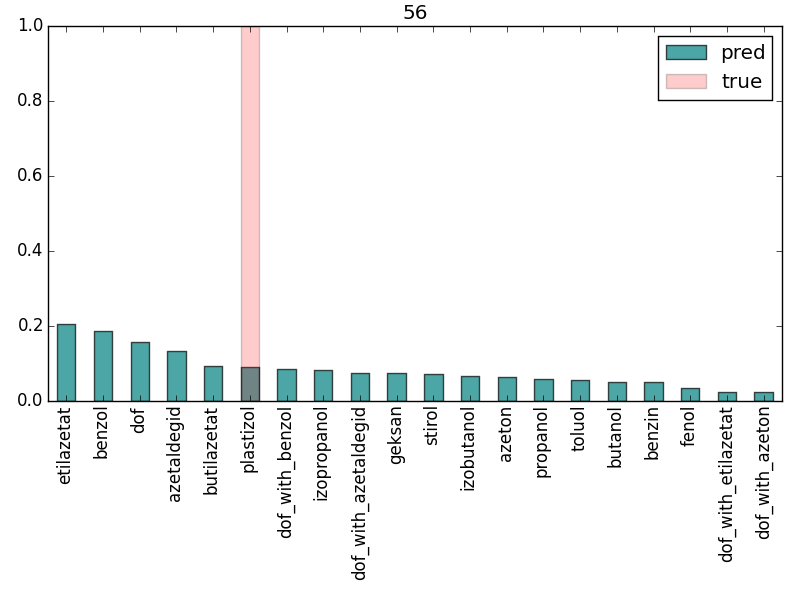 56
1.0
0.8
0.6
0.4
0.2
0.0
pred
true
etilazetat
benzol
dof
azetaldegid
butilazetat
plastizol
dof_with_benzol
izopropanol
dof_with_azetaldegid
geksan
stirol
izobutanol
azeton
propanol
toluol
butanol
benzin
fenol
dof_with_etilazetat
dof_with_azeton